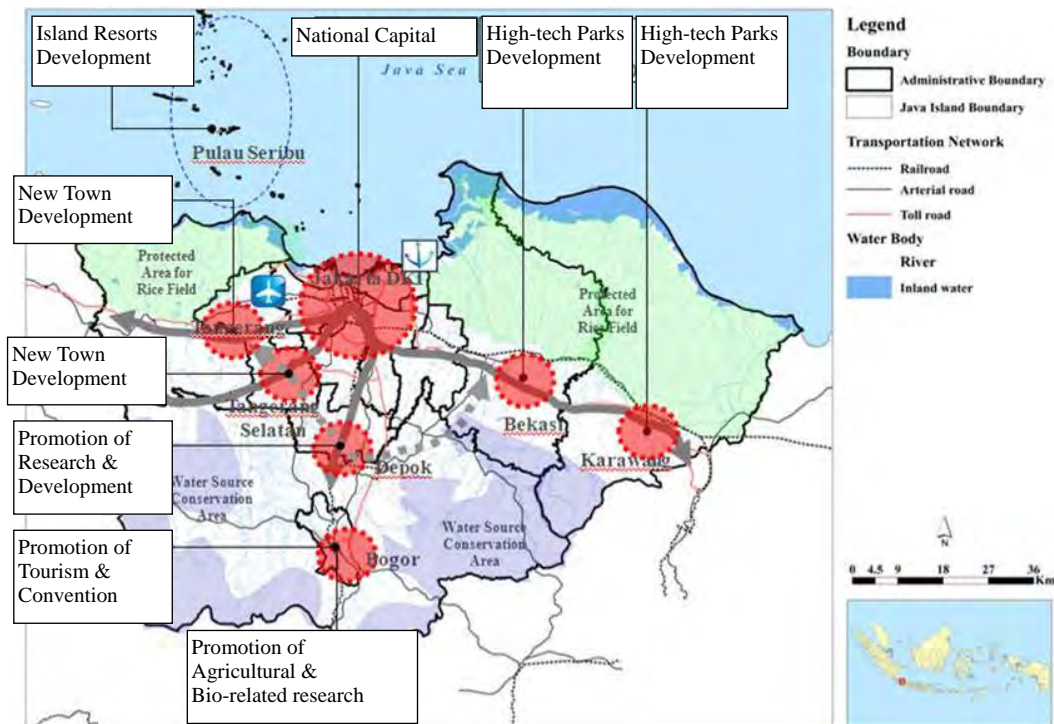 Island Resorts
Development
National Capital
High-tech Parks
Development
High-tech Parks
Development
Java Sea
Pulau Seribu
New Town
Development
Protected
Area for
Rice Field
Jakarta DKI
Protected
Area for
Rice Field
Tangerang
New Town
Development
Tangerang
Selatan
Bekasi
Karawang
Promotion of
Research &
Development
Depok
Water Source
Conservation
Area
Water Source
Conservation
Area
Promotion of
Tourism &
Convention
Bogor
Promotion of
Agricultural &
Bio-related research
Legend
Boundary
Administrative Boundary
Java Island Boundary
Transportation Network
Railroad
Arterial road
Toll road
Water Body
River
Inland water
N
0 4.5 9 18 27 36
Km